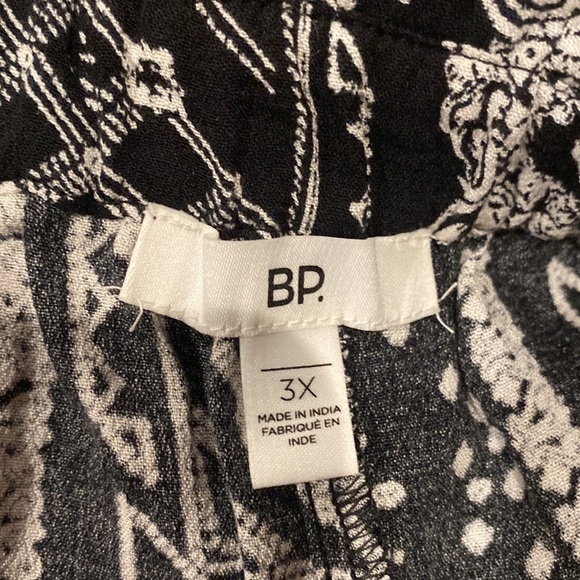 BP.
3X
MADE IN INDIA
FABRIQUÉ EN
INDE